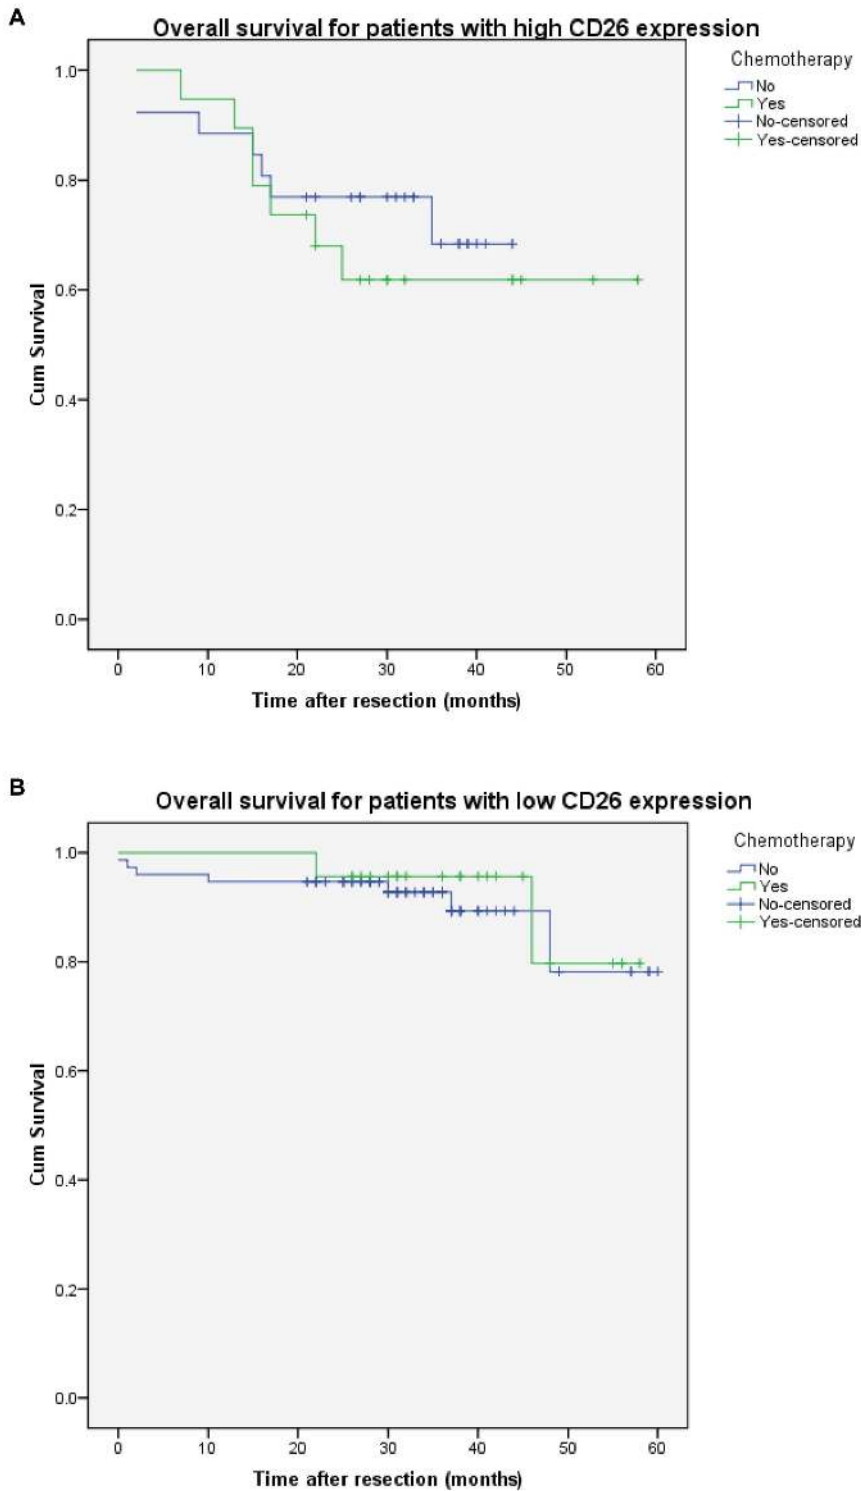 A
Overall survival for patients with high CD26 expression
Chemotherapy
No
Yes
No-censored
Yes-censored
1.0
0.8
0.6
0.4
0.2
0.0
Cum Survival
0 10 20 30 40 50 60
Time after resection (months)
B
Overall survival for patients with low CD26 expression
Chemotherapy
No
Yes
No-censored
Yes-censored
1.0
0.8
0.6
0.4
0.2
0.0
Cum Survival
0 10 20 30 40 50 60
Time after resection (months)